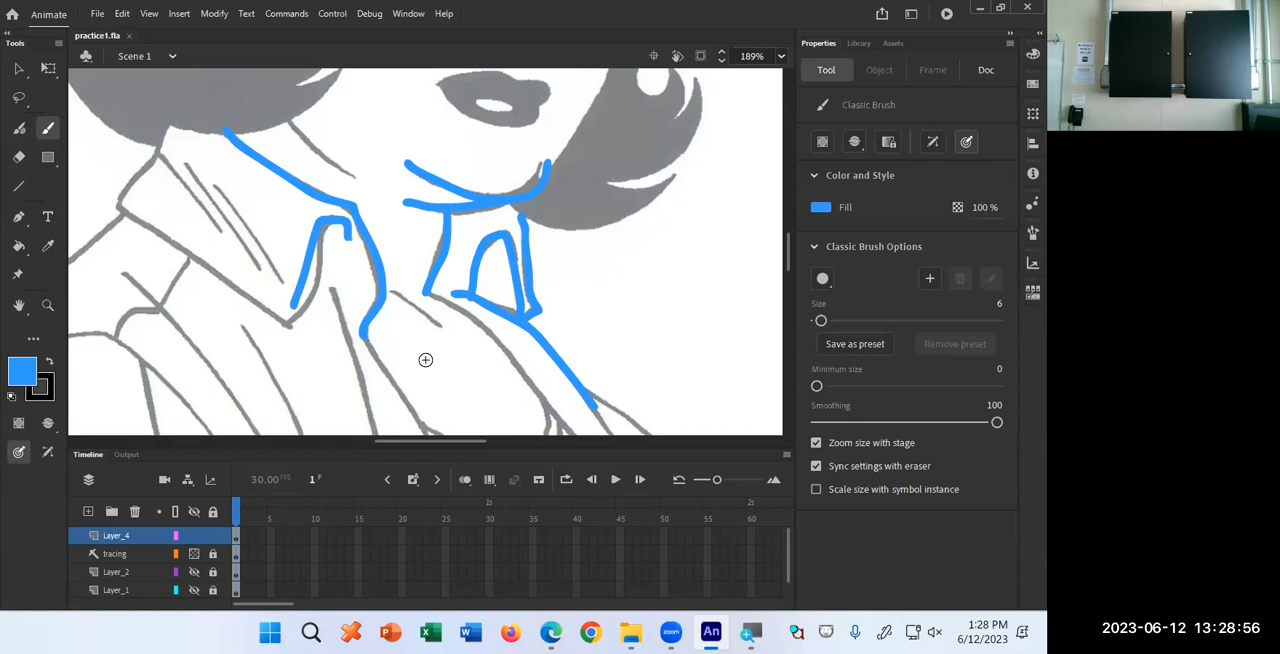 Animate File Edit View Insert Modify Text Commands Control Debug Window Help
practice1.fla
Scene 1
189%
Tools
Properties Library Assets
Tool Object Frame Doc
Classic Brush
Color and Style
Fill
100 %
Classic Brush Options
Size
6
Save as preset
Remove preset
Minimum size
0
Smoothing
100
Zoom size with stage
Sync settings with eraser
Scale size with symbol instance
Timeline Output
30.00 FPS 1 F
1s 2s
5 10 15 20 25 30 35 40 45 50 55 60
Layer_4
tracing
Layer_2
Layer_1
1:28 PM
6/12/2023
2023-06-12 13:28:56